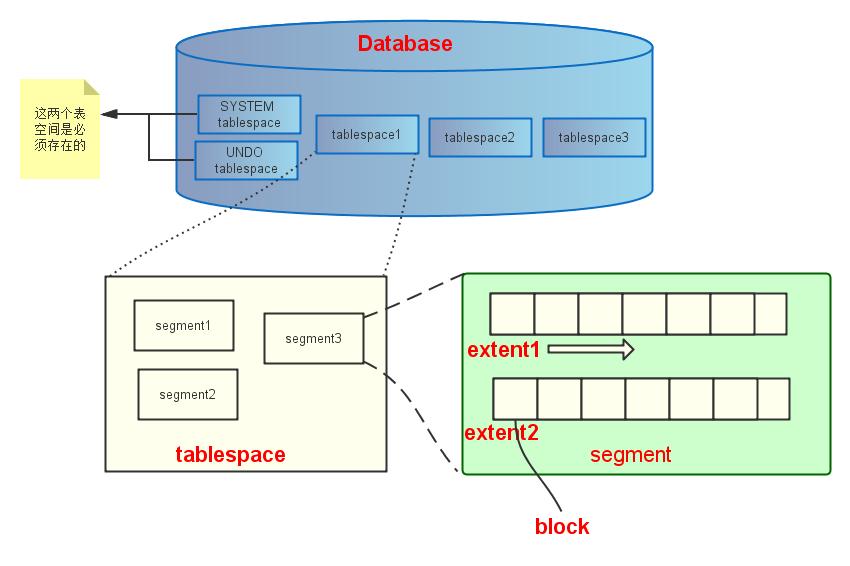 Database
这两个表
空间是必
须存在的
SYSTEM
tablespace
UNDO
tablespace
tablespace1
tablespace2
tablespace3
segment1
segment2
segment3
tablespace
extent1
extent2
segment
block